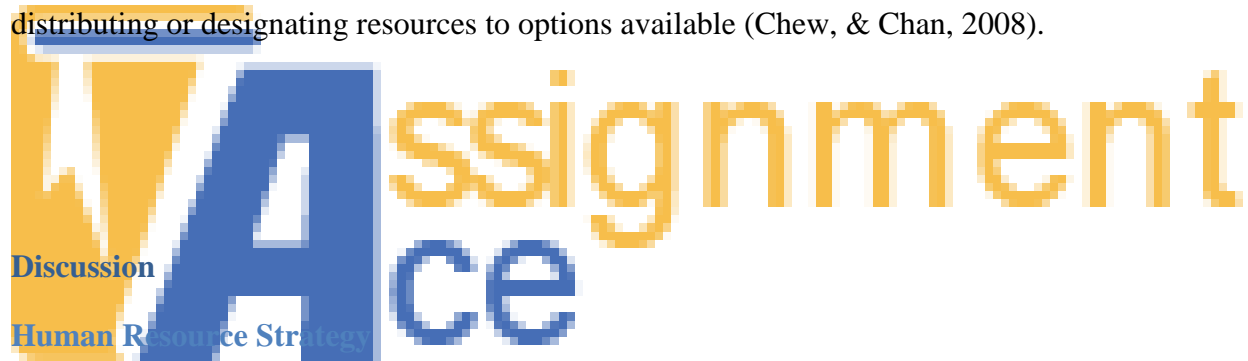 distributing or designating resources to options available (Chew, & Chan, 2008).
Assignment
Ace
Discussion
Human Resource Strategy